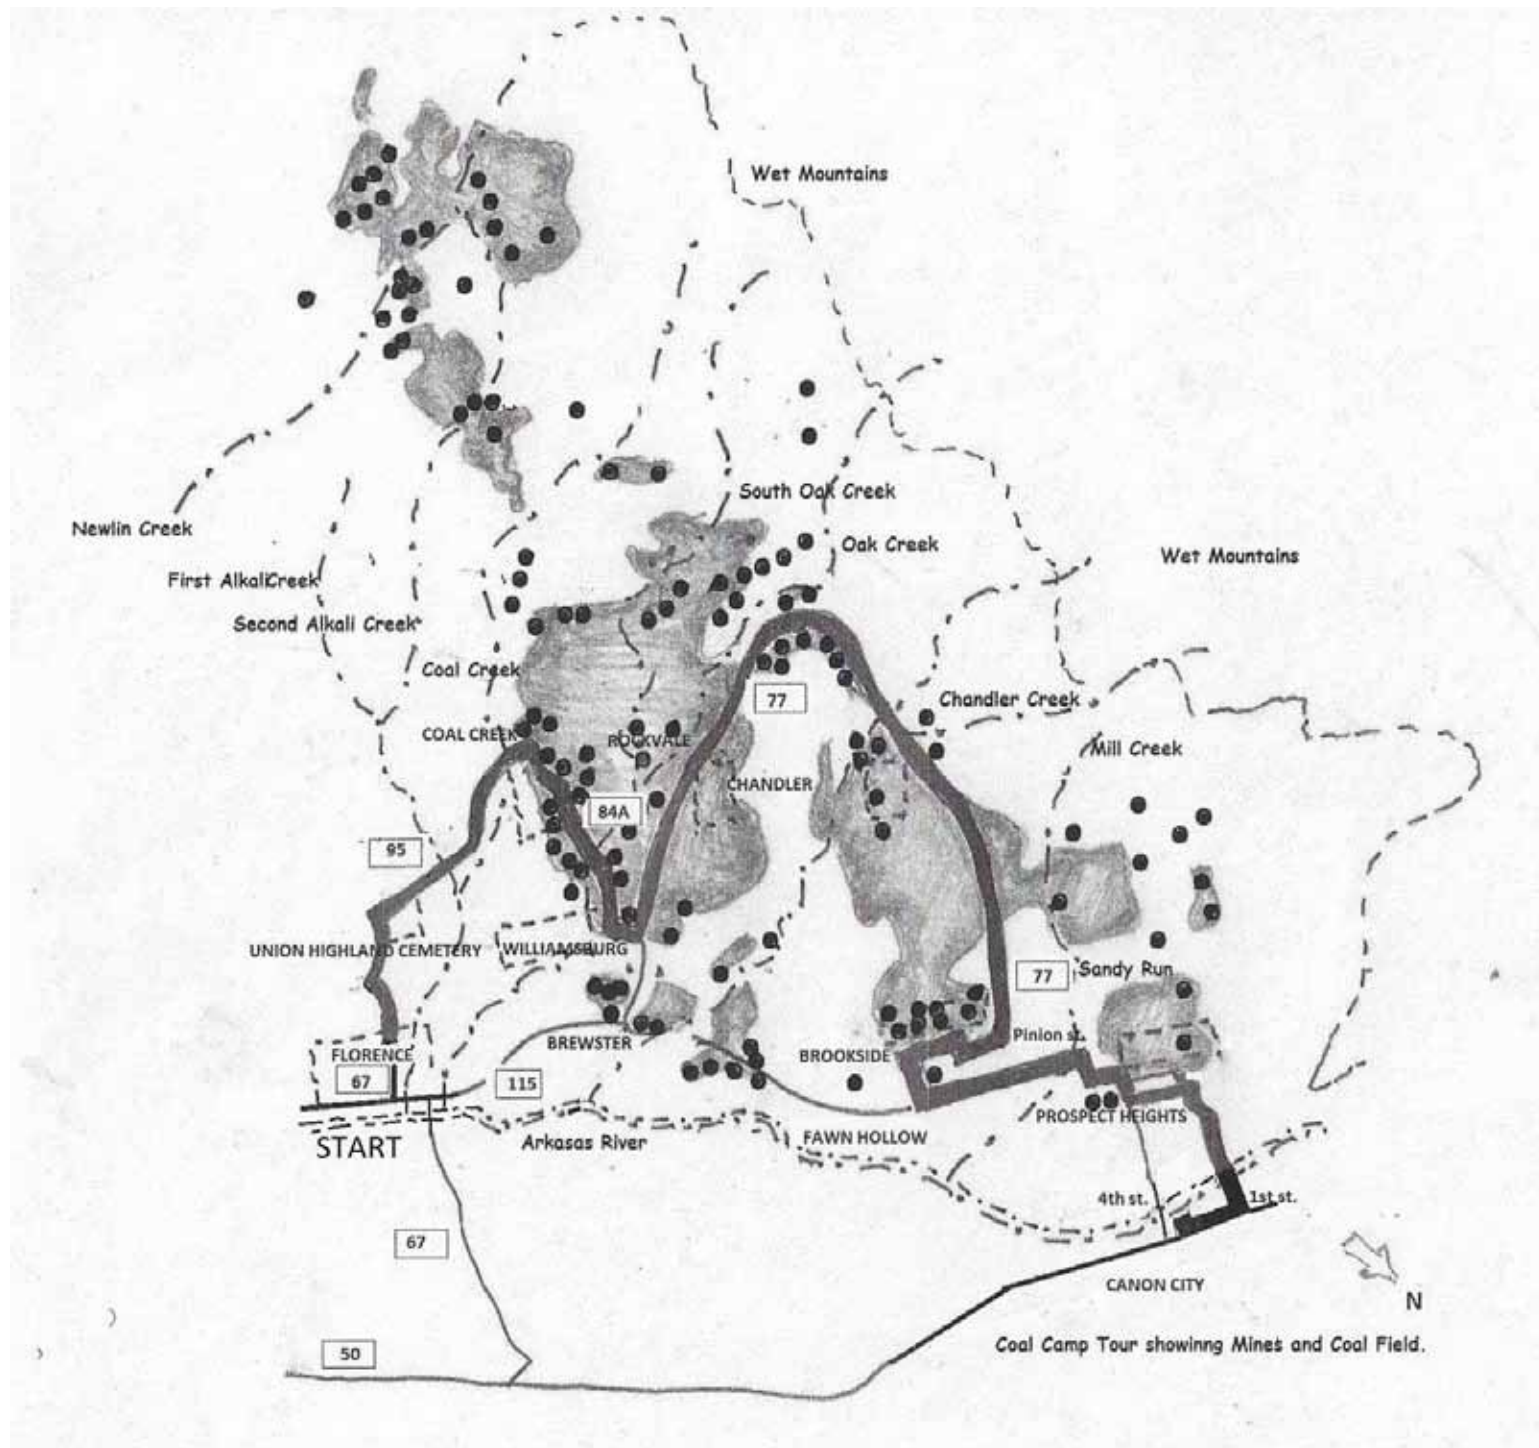 Wet Mountains
South Oak Creek
Newlin Creek
Oak Creek
Wet Mountains
First AlkaliCreek
Second Alkali Creek
Coal Creek
77
Chandler Creek
COAL CREEK
ROCKVALE
Mill Creek
CHANDLER
84A
95
UNION HIGHLAND CEMETERY
WILLIAMSBURG
77
Sandy Run
Pinion st.
BREWSTER
FLORENCE
BROOKSIDE
67
115
PROSPECT HEIGHTS
START
Arkasas River
FAWN HOLLOW
4th st.
1st st.
67
CANON CITY
N
Coal Camp Tour showinng Mines and Coal Field.
50